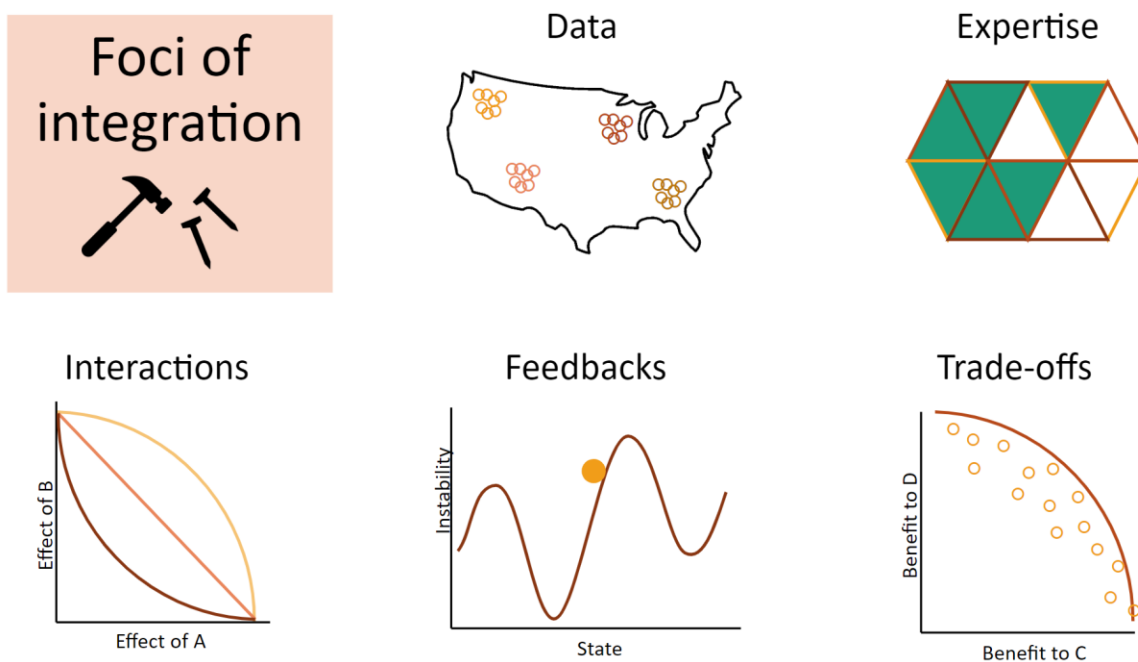 Foci of
integration
Data
Expertise
Interactions
Effect of B
Effect of A
Feedbacks
Instability
State
Trade-offs
Benefit to D
Benefit to C